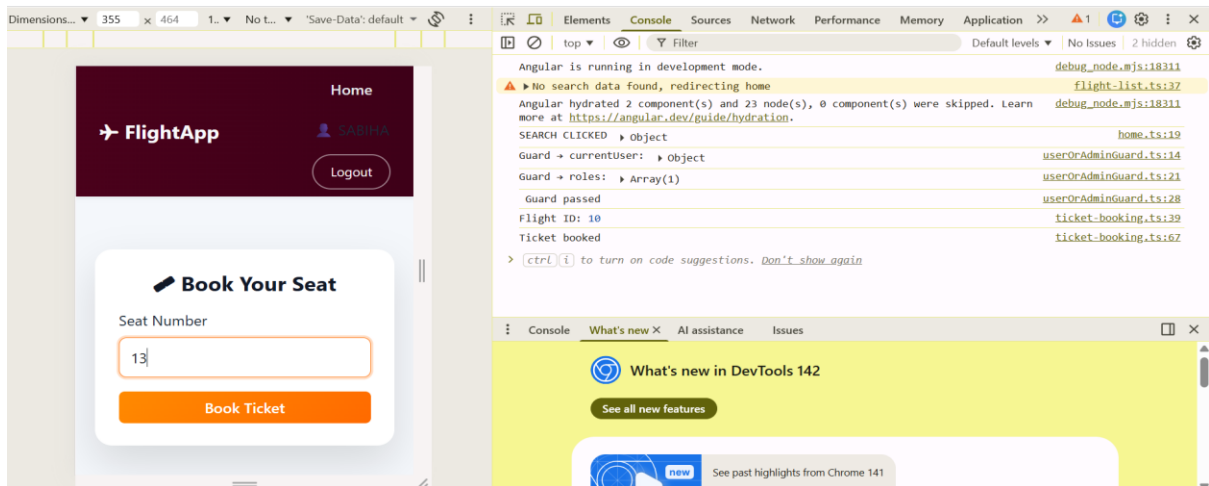 Dimensions... ▼ 355 x 464 1.. ▼ No t... ▼ 'Save-Data': default ▼
Home
✈ FlightApp
👤 SABIHA
Logout
Book Your Seat
Seat Number
13
Book Ticket
Elements Console Sources Network Performance Memory Application >> 1
top ▼ Filter Default levels ▼ No Issues 2 hidden
Angular is running in development mode. debug_node.mjs:18311
▶No search data found, redirecting home flight-list.ts:37
Angular hydrated 2 component(s) and 23 node(s), 0 component(s) were skipped. Learn debug_node.mjs:18311
more at https://angular.dev/guide/hydration.
SEARCH CLICKED ▶ Object home.ts:19
Guard → currentUser: ▶ Object userOrAdminGuard.ts:14
Guard → roles: ▶ Array(1) userOrAdminGuard.ts:21
Guard passed userOrAdminGuard.ts:28
Flight ID: 10 ticket-booking.ts:39
Ticket booked ticket-booking.ts:67
> ctrl i to turn on code suggestions. Don't show again
Console What's new × AI assistance Issues
What's new in DevTools 142
See all new features
new See past highlights from Chrome 141